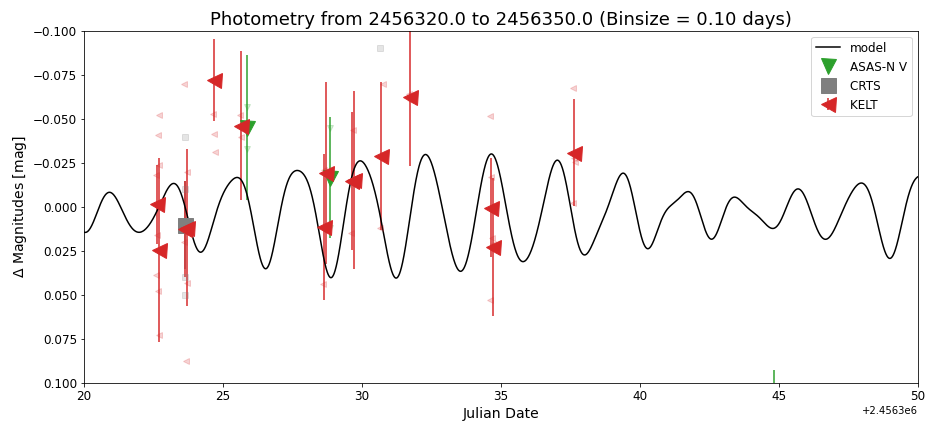 Photometry from 2456320.0 to 2456350.0 (Binsize = 0.10 days)
Δ Magnitudes [mag]
−0.100
−0.075
−0.050
−0.025
0.000
0.025
0.050
0.075
0.100
model
ASAS-N V
CRTS
KELT
20 25 30 35 40 45 50
+2.4563e6
Julian Date